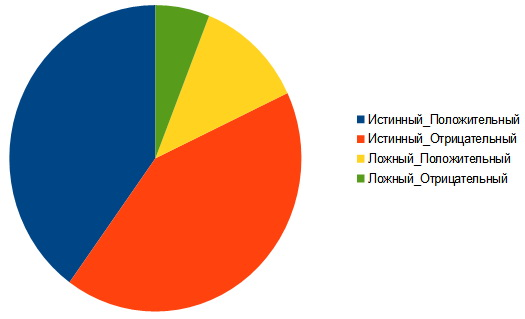 Истинный_Положительный
Истинный_Отрицательный
Ложный_Положительный
Ложный_Отрицательный